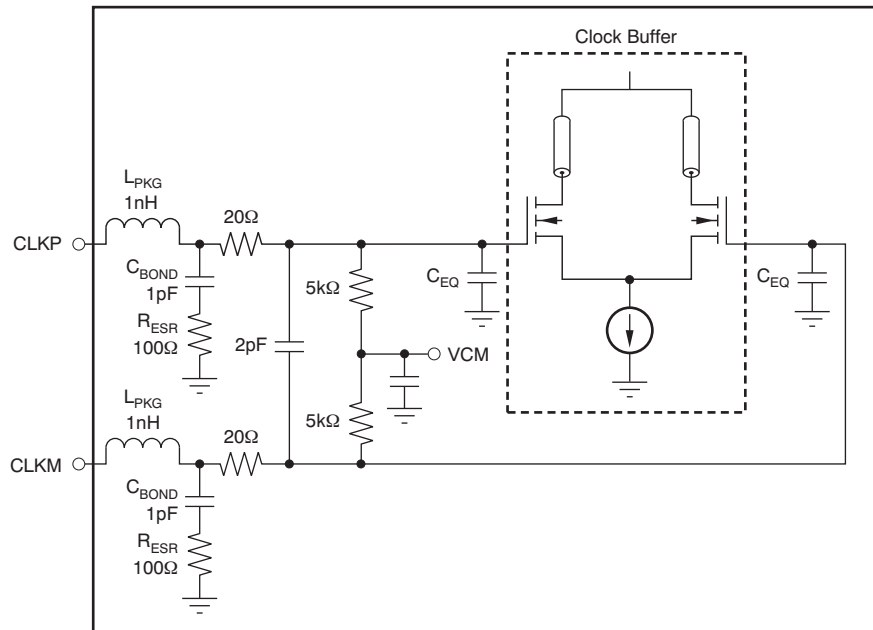 Clock Buffer
L_PKG
1nH
20Ω
CLKP
C_BOND
1pF
R_ESR
100Ω
5kΩ
2pF
C_EQ
C_EQ
VCM
L_PKG
1nH
5kΩ
20Ω
CLKM
C_BOND
1pF
R_ESR
100Ω